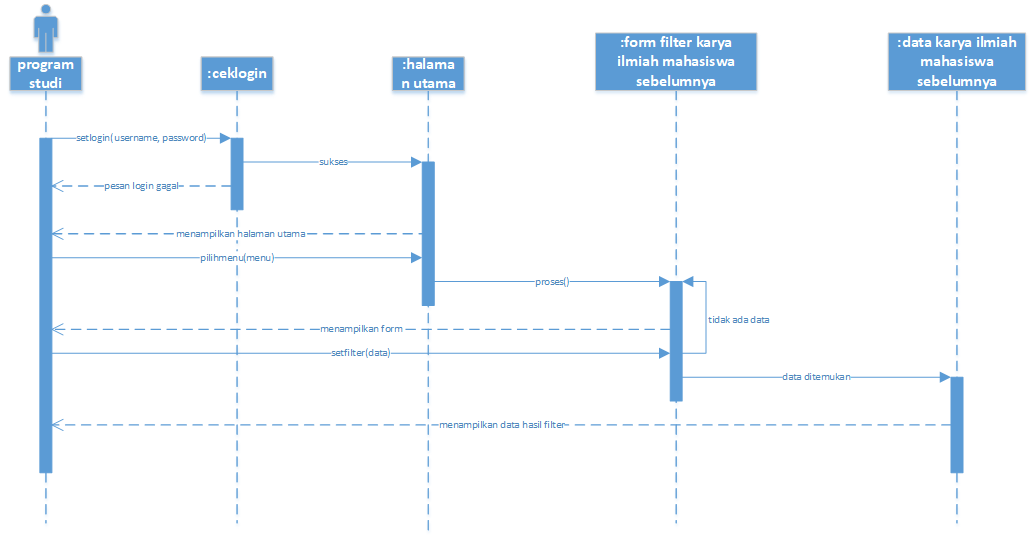 program
studi
:ceklogin
:halama
n utama
:form filter karya
ilmiah mahasiswa
sebelumnya
:data karya ilmiah
mahasiswa
sebelumnya
setlogin(username, password)
sukses
pesan login gagal
menampilkan halaman utama
pilihmenu(menu)
proses()
tidak ada data
menampilkan form
setfilter(data)
data ditemukan
menampilkan data hasil filter